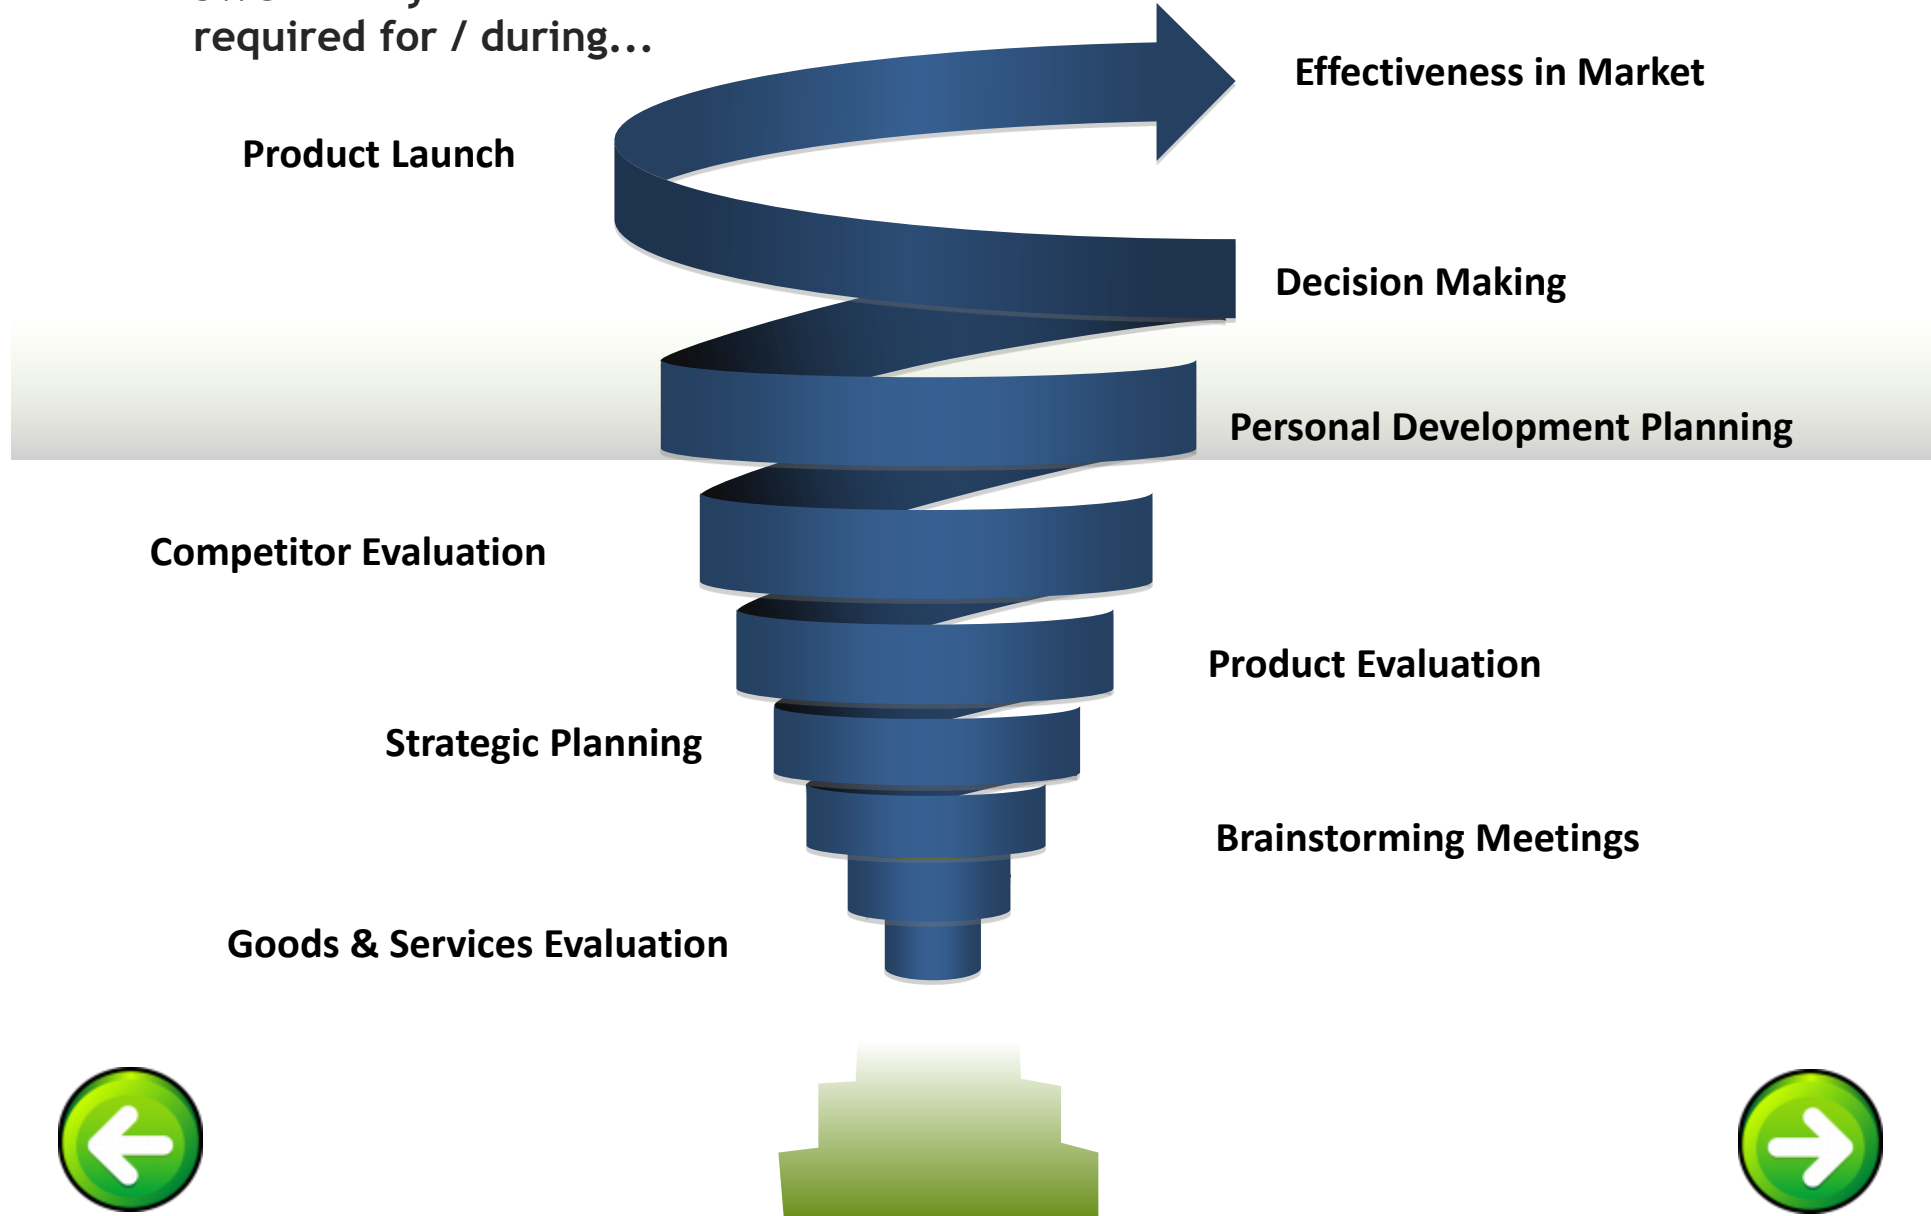 required for / during...
Effectiveness in Market
Product Launch
Decision Making
Personal Development Planning
Competitor Evaluation
Product Evaluation
Strategic Planning
Brainstorming Meetings
Goods & Services Evaluation